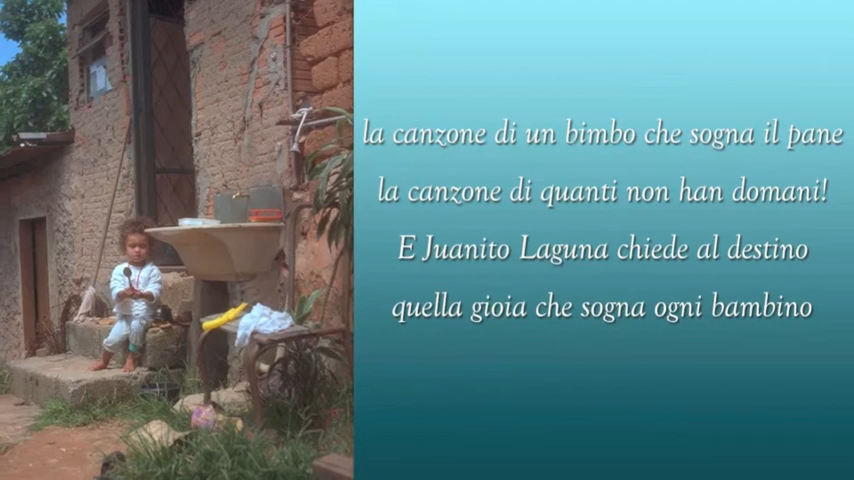 la canzone di un bimbo che sogna il pane
la canzone di quanti non han domani!
E Juanito Laguna chiede al destino
quella gioia che sogna ogni bambino